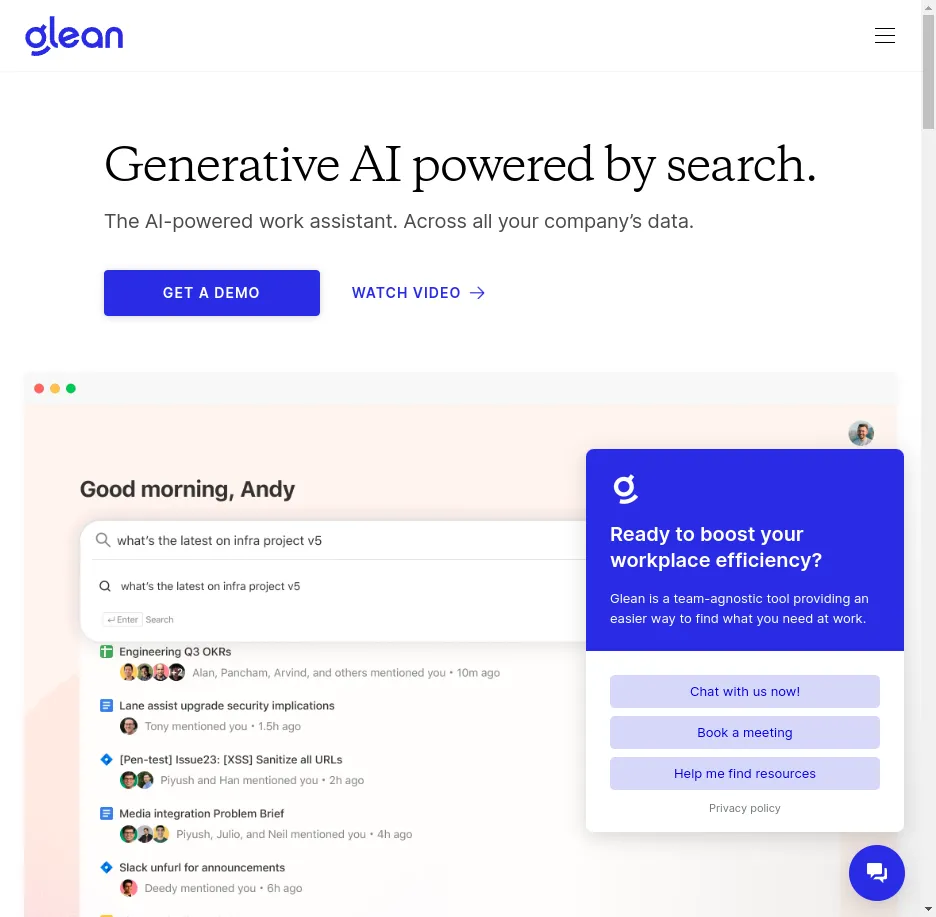 glean
Generative AI powered by search.
The AI-powered work assistant. Across all your company’s data.
GET A DEMO
WATCH VIDEO
Good morning, Andy
what’s the latest on infra project v5
what’s the latest on infra project v5
↵ Enter Search
Engineering Q3 OKRs
+2 Alan, Pancham, Arvind, and others mentioned you • 10m ago
Lane assist upgrade security implications
Tony mentioned you • 1.5h ago
[Pen-test] Issue23: [XSS] Sanitize all URLs
Piyush and Han mentioned you • 2h ago
Media integration Problem Brief
Piyush, Julio, and Neil mentioned you • 4h ago
Slack unfurl for announcements
Deedy mentioned you • 6h ago
g
Ready to boost your
workplace efficiency?
Glean is a team-agnostic tool providing an
easier way to find what you need at work.
Chat with us now!
Book a meeting
Help me find resources
Privacy policy